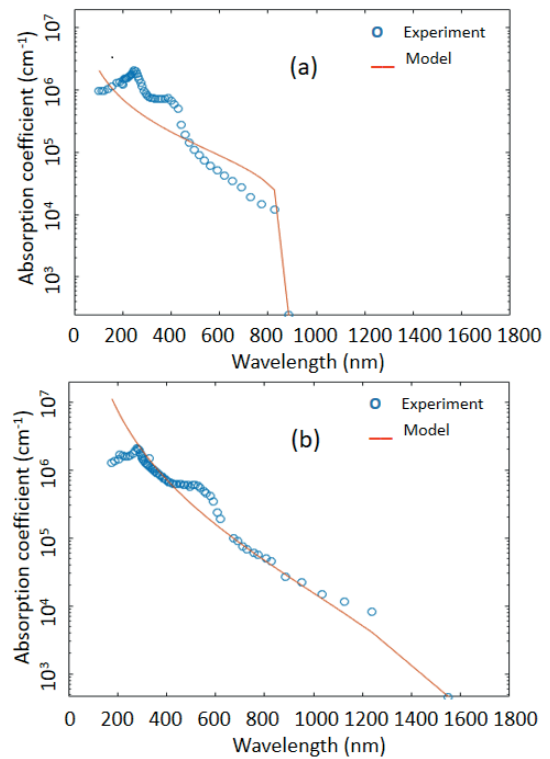 10⁷
10⁶
10⁵
10⁴
10³
Absorption coefficient (cm⁻¹)
(a)
Experiment
Model
0 200 400 600 800 1000 1200 1400 1600 1800
Wavelength (nm)
10⁷
10⁶
10⁵
10⁴
10³
Absorption coefficient (cm⁻¹)
(b)
Experiment
Model
0 200 400 600 800 1000 1200 1400 1600 1800
Wavelength (nm)